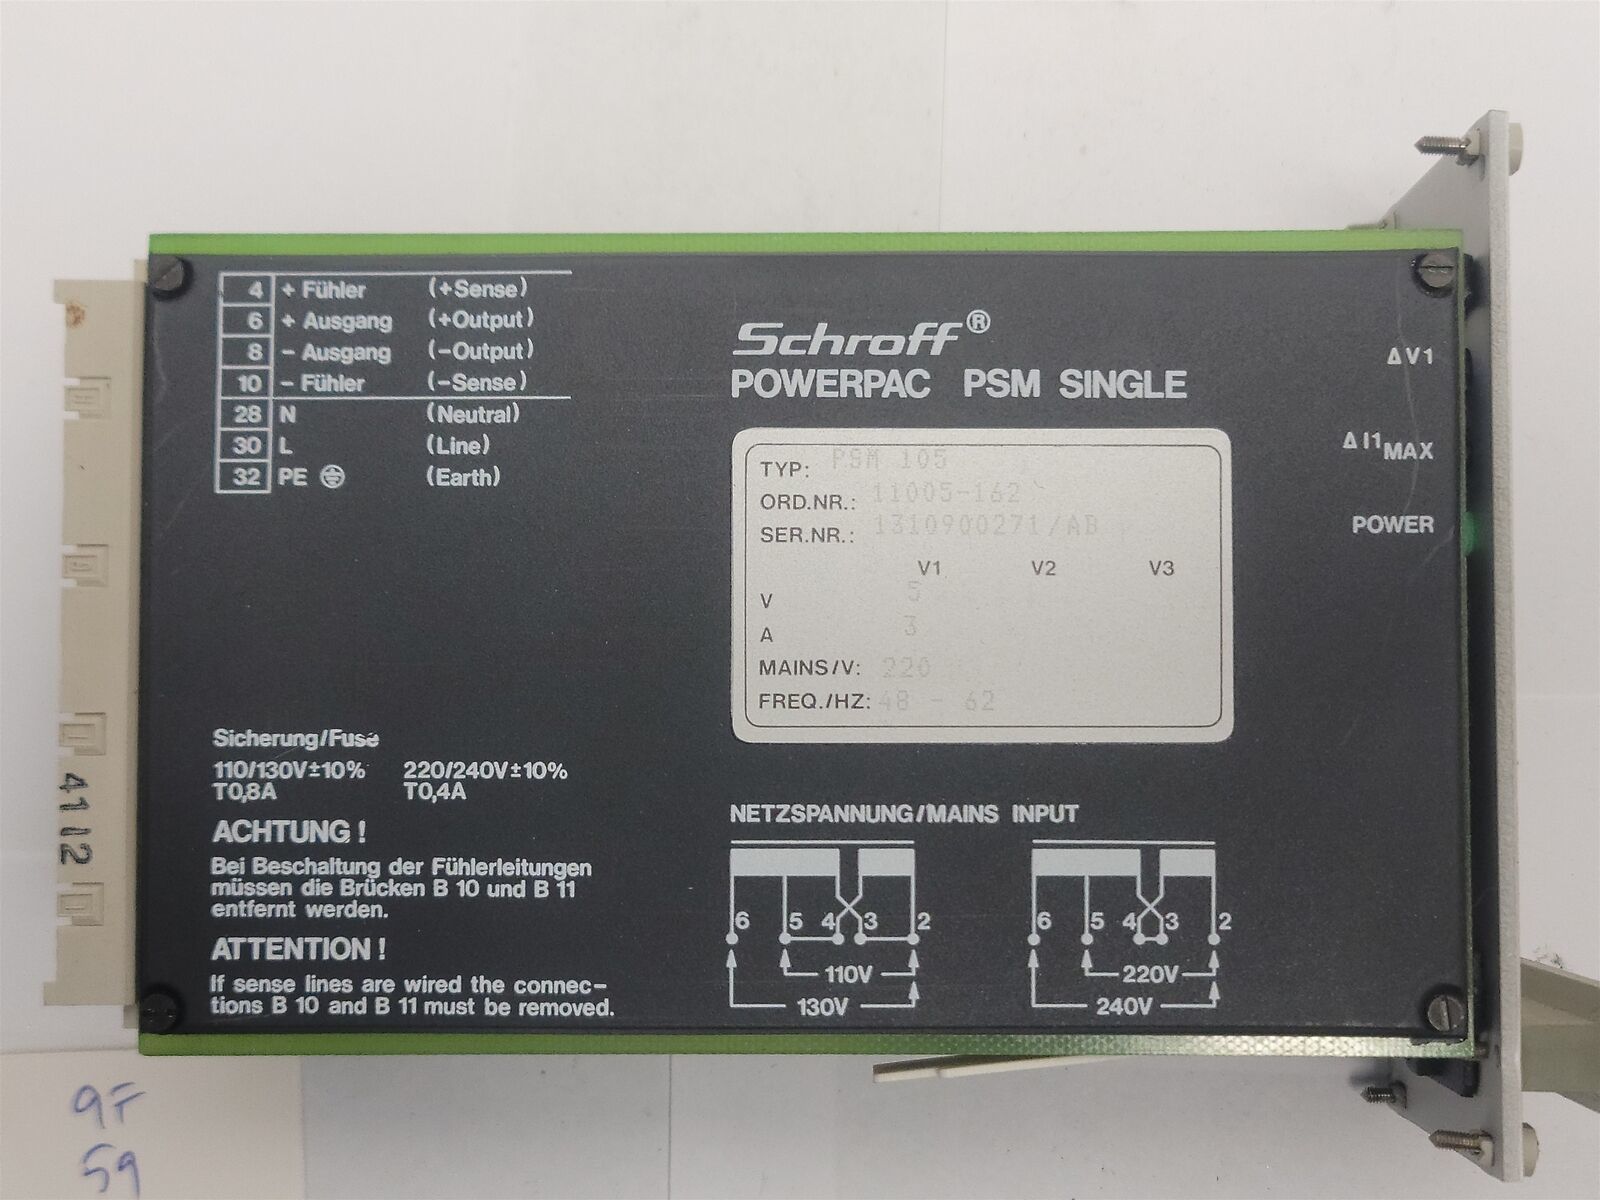 4 + Fühler (+Sense)
6 + Ausgang (+Output)
8 - Ausgang (-Output)
10 - Fühler (-Sense)
28 N (Neutral)
30 L (Line)
32 PE (Earth)
Schroff®
POWERPAC PSM SINGLE
ΔV1
ΔI1MAX
POWER
TYP: PSM 105
ORD.NR.: 11005-162
SER.NR.: 1310900271/AB
V1 V2 V3
V 5
A 3
MAINS/V: 220
FREQ./HZ: 48 - 62
Sicherung/Fuse
110/130V±10% 220/240V±10%
T0,8A T0,4A
ACHTUNG!
Bei Beschaltung der Fühlerleitungen
müssen die Brücken B 10 und B 11
entfernt werden.
ATTENTION!
If sense lines are wired the connec-
tions B 10 and B 11 must be removed.
NETZSPANNUNG/MAINS INPUT
6 5 4 3 2
110V
130V
6 5 4 3 2
220V
240V
9F
59